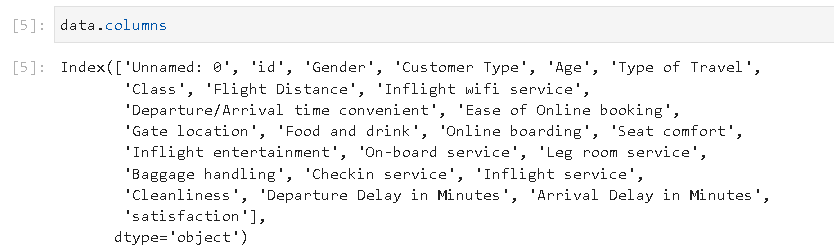 [5]: data.columns
[5]: Index(['Unnamed: 0', 'id', 'Gender', 'Customer Type', 'Age', 'Type of Travel',
'Class', 'Flight Distance', 'Inflight wifi service',
'Departure/Arrival time convenient', 'Ease of Online booking',
'Gate location', 'Food and drink', 'Online boarding', 'Seat comfort',
'Inflight entertainment', 'On-board service', 'Leg room service',
'Baggage handling', 'Checkin service', 'Inflight service',
'Cleanliness', 'Departure Delay in Minutes', 'Arrival Delay in Minutes',
'satisfaction'],
dtype='object')